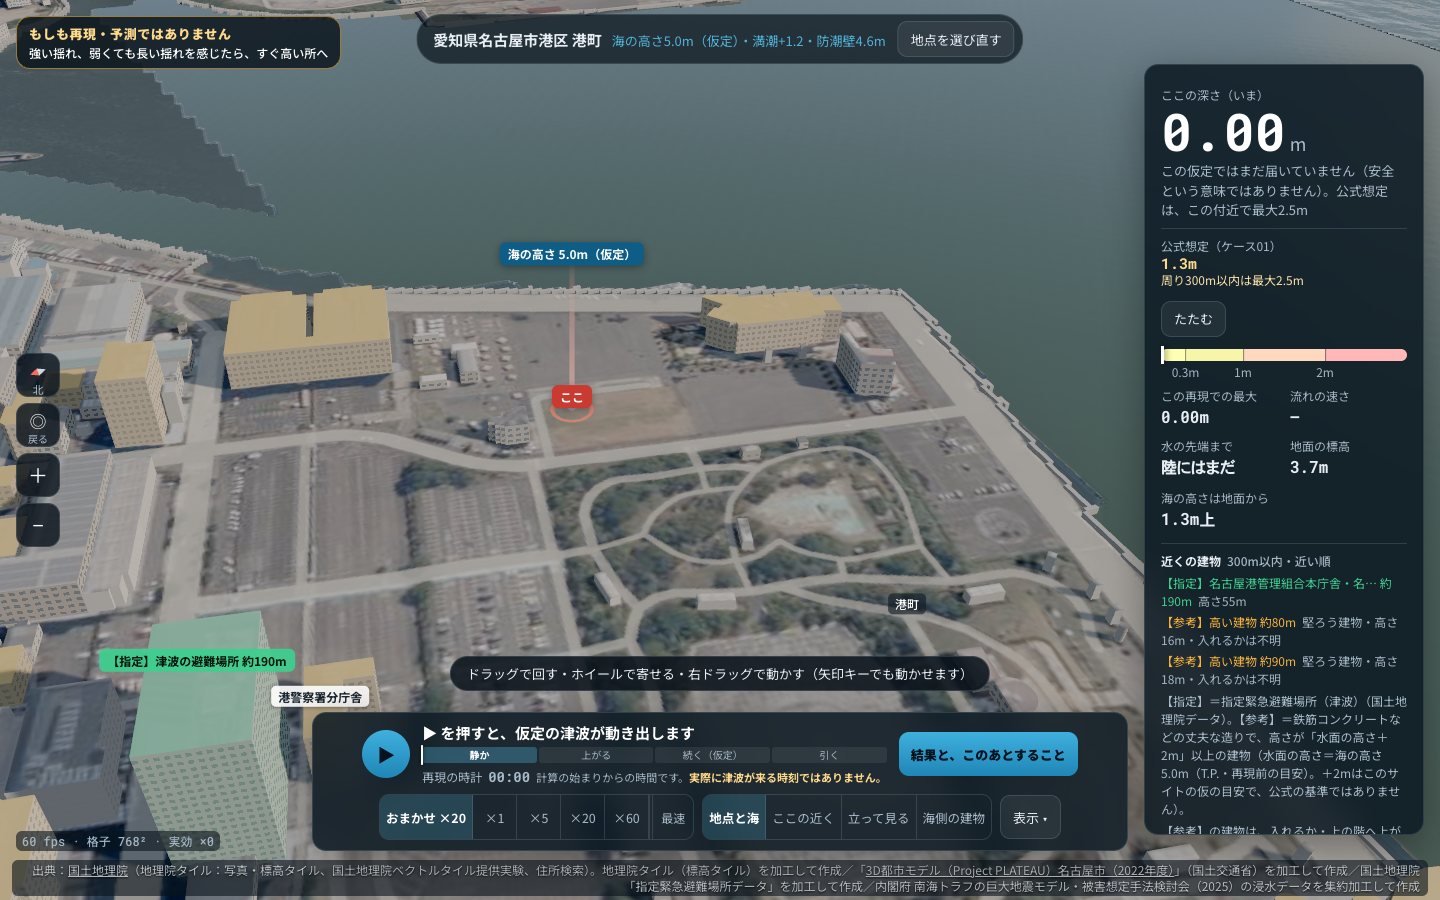 もしも再現・予測ではありません
強い揺れ、弱くても長い揺れを感じたら、すぐ高い所へ
愛知県名古屋市港区 港町 海の高さ5.0m（仮定）・満潮+1.2・防潮壁4.6m 地点を選び直す
ここの深さ（いま）
0.00 m
この仮定ではまだ届いていません（安全
という意味ではありません）。公式想定
は、この付近で最大2.5m
公式想定（ケース01）
1.3m
周り300m以内は最大2.5m
たたむ
0.3m 1m 2m
この再現での最大 流れの速さ
0.00m –
水の先端まで 地面の標高
陸にはまだ 3.7m
海の高さは地面から
1.3m上
近くの建物 300m以内・近い順
【指定】名古屋港管理組合本庁舎・名… 約
190m 高さ55m
【参考】高い建物 約80m 堅ろう建物・高さ
16m・入れるかは不明
【参考】高い建物 約90m 堅ろう建物・高さ
18m・入れるかは不明
【指定】＝指定緊急避難場所（津波）（国土地
理院データ）。【参考】＝鉄筋コンクリートな
どの丈夫な造りで、高さが「水面の高さ＋
2m」以上の建物（水面の高さ＝海の高さ
5.0m（T.P.・再現前の目安）。＋2mはこのサ
イトの仮の目安で、公式の基準ではありませ
ん）。
【参考】の建物は、入れるか・上の階へ上が
海の高さ 5.0m（仮定）
ここ
北
◎
戻る
＋
−
港町
【指定】津波の避難場所 約190m
港警察署分庁舎
ドラッグで回す・ホイールで寄せる・右ドラッグで動かす（矢印キーでも動かせます）
▶ を押すと、仮定の津波が動き出します
静か 上がる 続く（仮定） 引く
再現の時計 00:00 計算の始まりからの時間です。実際に津波が来る時刻ではありません。
結果と、このあとすること
おまかせ ×20 ×1 ×5 ×20 ×60 最速 地点と海 ここの近く 立って見る 海側の建物 表示 ▾
60 fps · 格子 768² · 実効 ×0
出典：国土地理院（地理院タイル：写真・標高タイル、国土地理院ベクトルタイル提供実験、住所検索）。地理院タイル（標高タイル）を加工して作成／「3D都市モデル（Project PLATEAU）名古屋市（2022年度）」（国土交通省）を加工して作成／国土地理院
「指定緊急避難場所データ」を加工して作成／内閣府 南海トラフの巨大地震モデル・被害想定手法検討会（2025）の浸水データを集約加工して作成